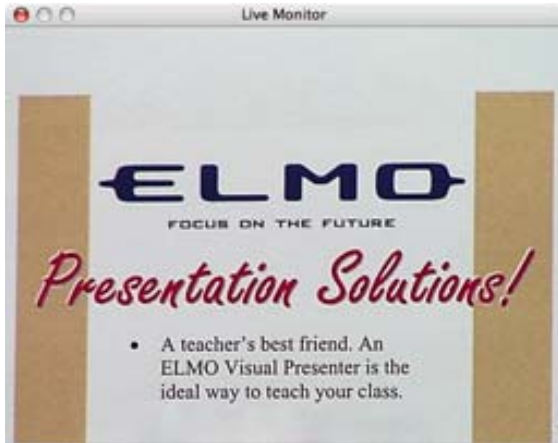 Live Monitor
ELMO
FOCUS ON THE FUTURE
Presentation Solutions!
• A teacher's best friend. An
ELMO Visual Presenter is the
ideal way to teach your class.